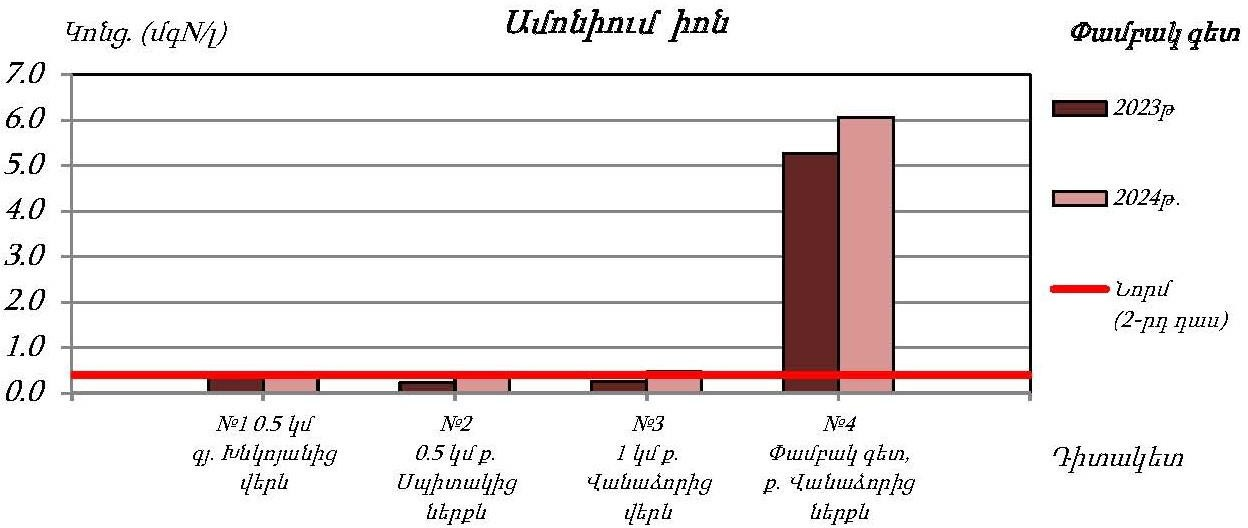 Ամոնիում իոն
Կոնց. (մգN/լ)
Փամբակ գետ
7.0
6.0
5.0
4.0
3.0
2.0
1.0
0.0
2023թ
2024թ.
Նորմ
(2-րդ դաս)
№1 0.5 կմ
գյ. Խնկոյանից
վերև
№2
0.5 կմ ք.
Սպիտակից
ներքև
№3
1 կմ ք.
Վանաձորից
վերև
№4
Փամբակ գետ,
ք. Վանաձորից
ներքև
Դիտակետ